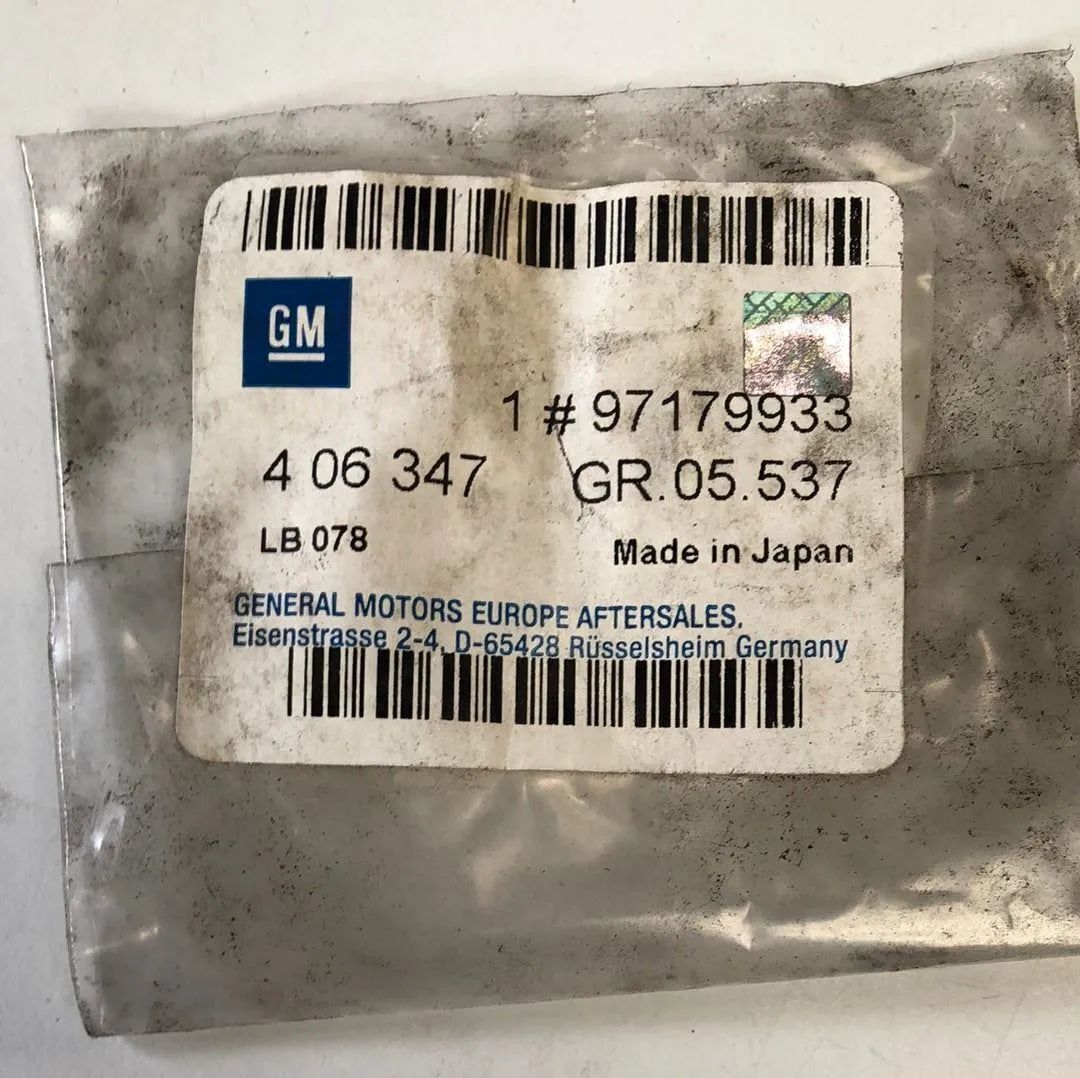 GM
1 # 97179933
4 06 347 GR.05.537
LB 078 Made in Japan
GENERAL MOTORS EUROPE AFTERSALES.
Eisenstrasse 2-4, D-65428 Rüsselsheim Germany